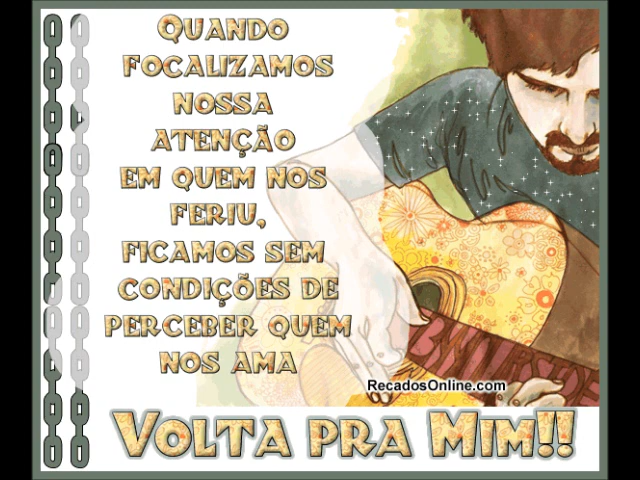 QUANDO
FOCALIZAMOS
NOSSA
ATENÇÃO
EM QUEM NOS
FERIU,
FICAMOS SEM
CONDIÇÕES DE
PERCEBER QUEM
NOS AMA
RecadosOnline.com
VOLTA PRA MIM!!